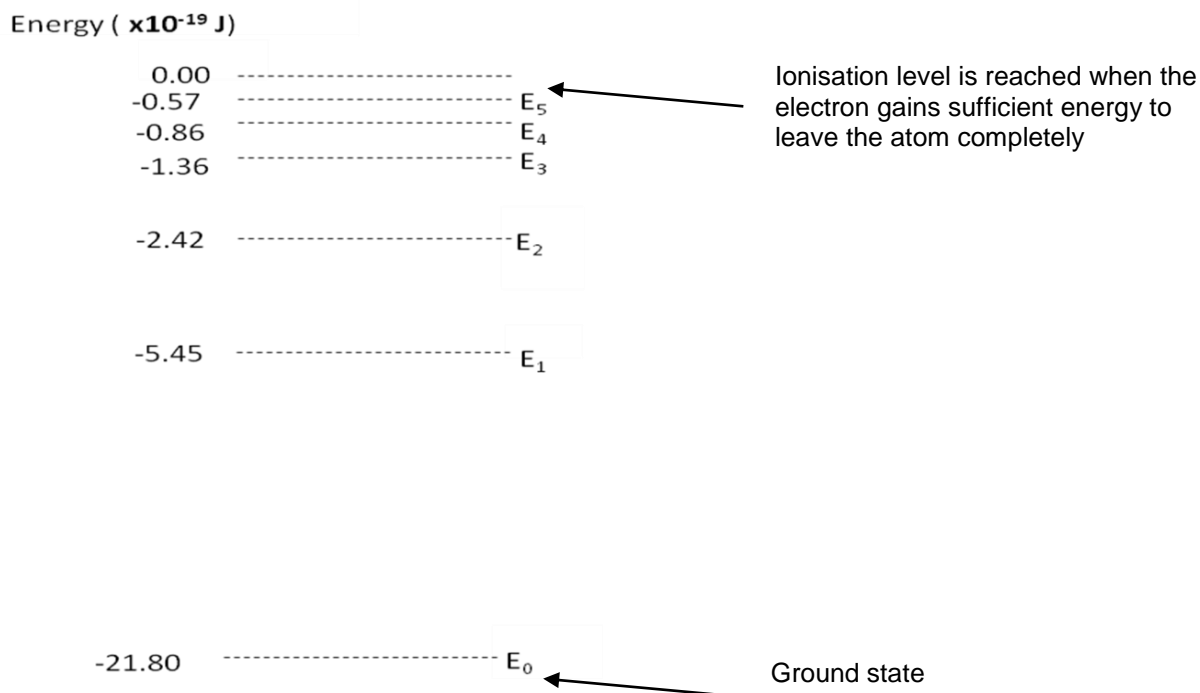 Energy ( x10⁻¹⁹ J)
0.00
-0.57 E₅
-0.86 E₄
-1.36 E₃
-2.42 E₂
-5.45 E₁
-21.80 E₀
Ionisation level is reached when the
electron gains sufficient energy to
leave the atom completely
Ground state